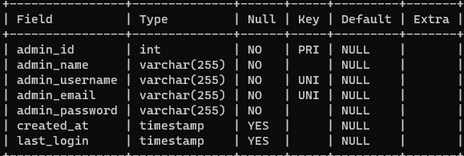 +----------------+--------------+------+-----+---------+-------+
| Field          | Type         | Null | Key | Default | Extra |
+----------------+--------------+------+-----+---------+-------+
| admin_id       | int          | NO   | PRI | NULL    |       |
| admin_name     | varchar(255) | NO   |     | NULL    |       |
| admin_username | varchar(255) | NO   | UNI | NULL    |       |
| admin_email    | varchar(255) | NO   | UNI | NULL    |       |
| admin_password | varchar(255) | NO   |     | NULL    |       |
| created_at     | timestamp    | YES  |     | NULL    |       |
| last_login     | timestamp    | YES  |     | NULL    |       |
+----------------+--------------+------+-----+---------+-------+